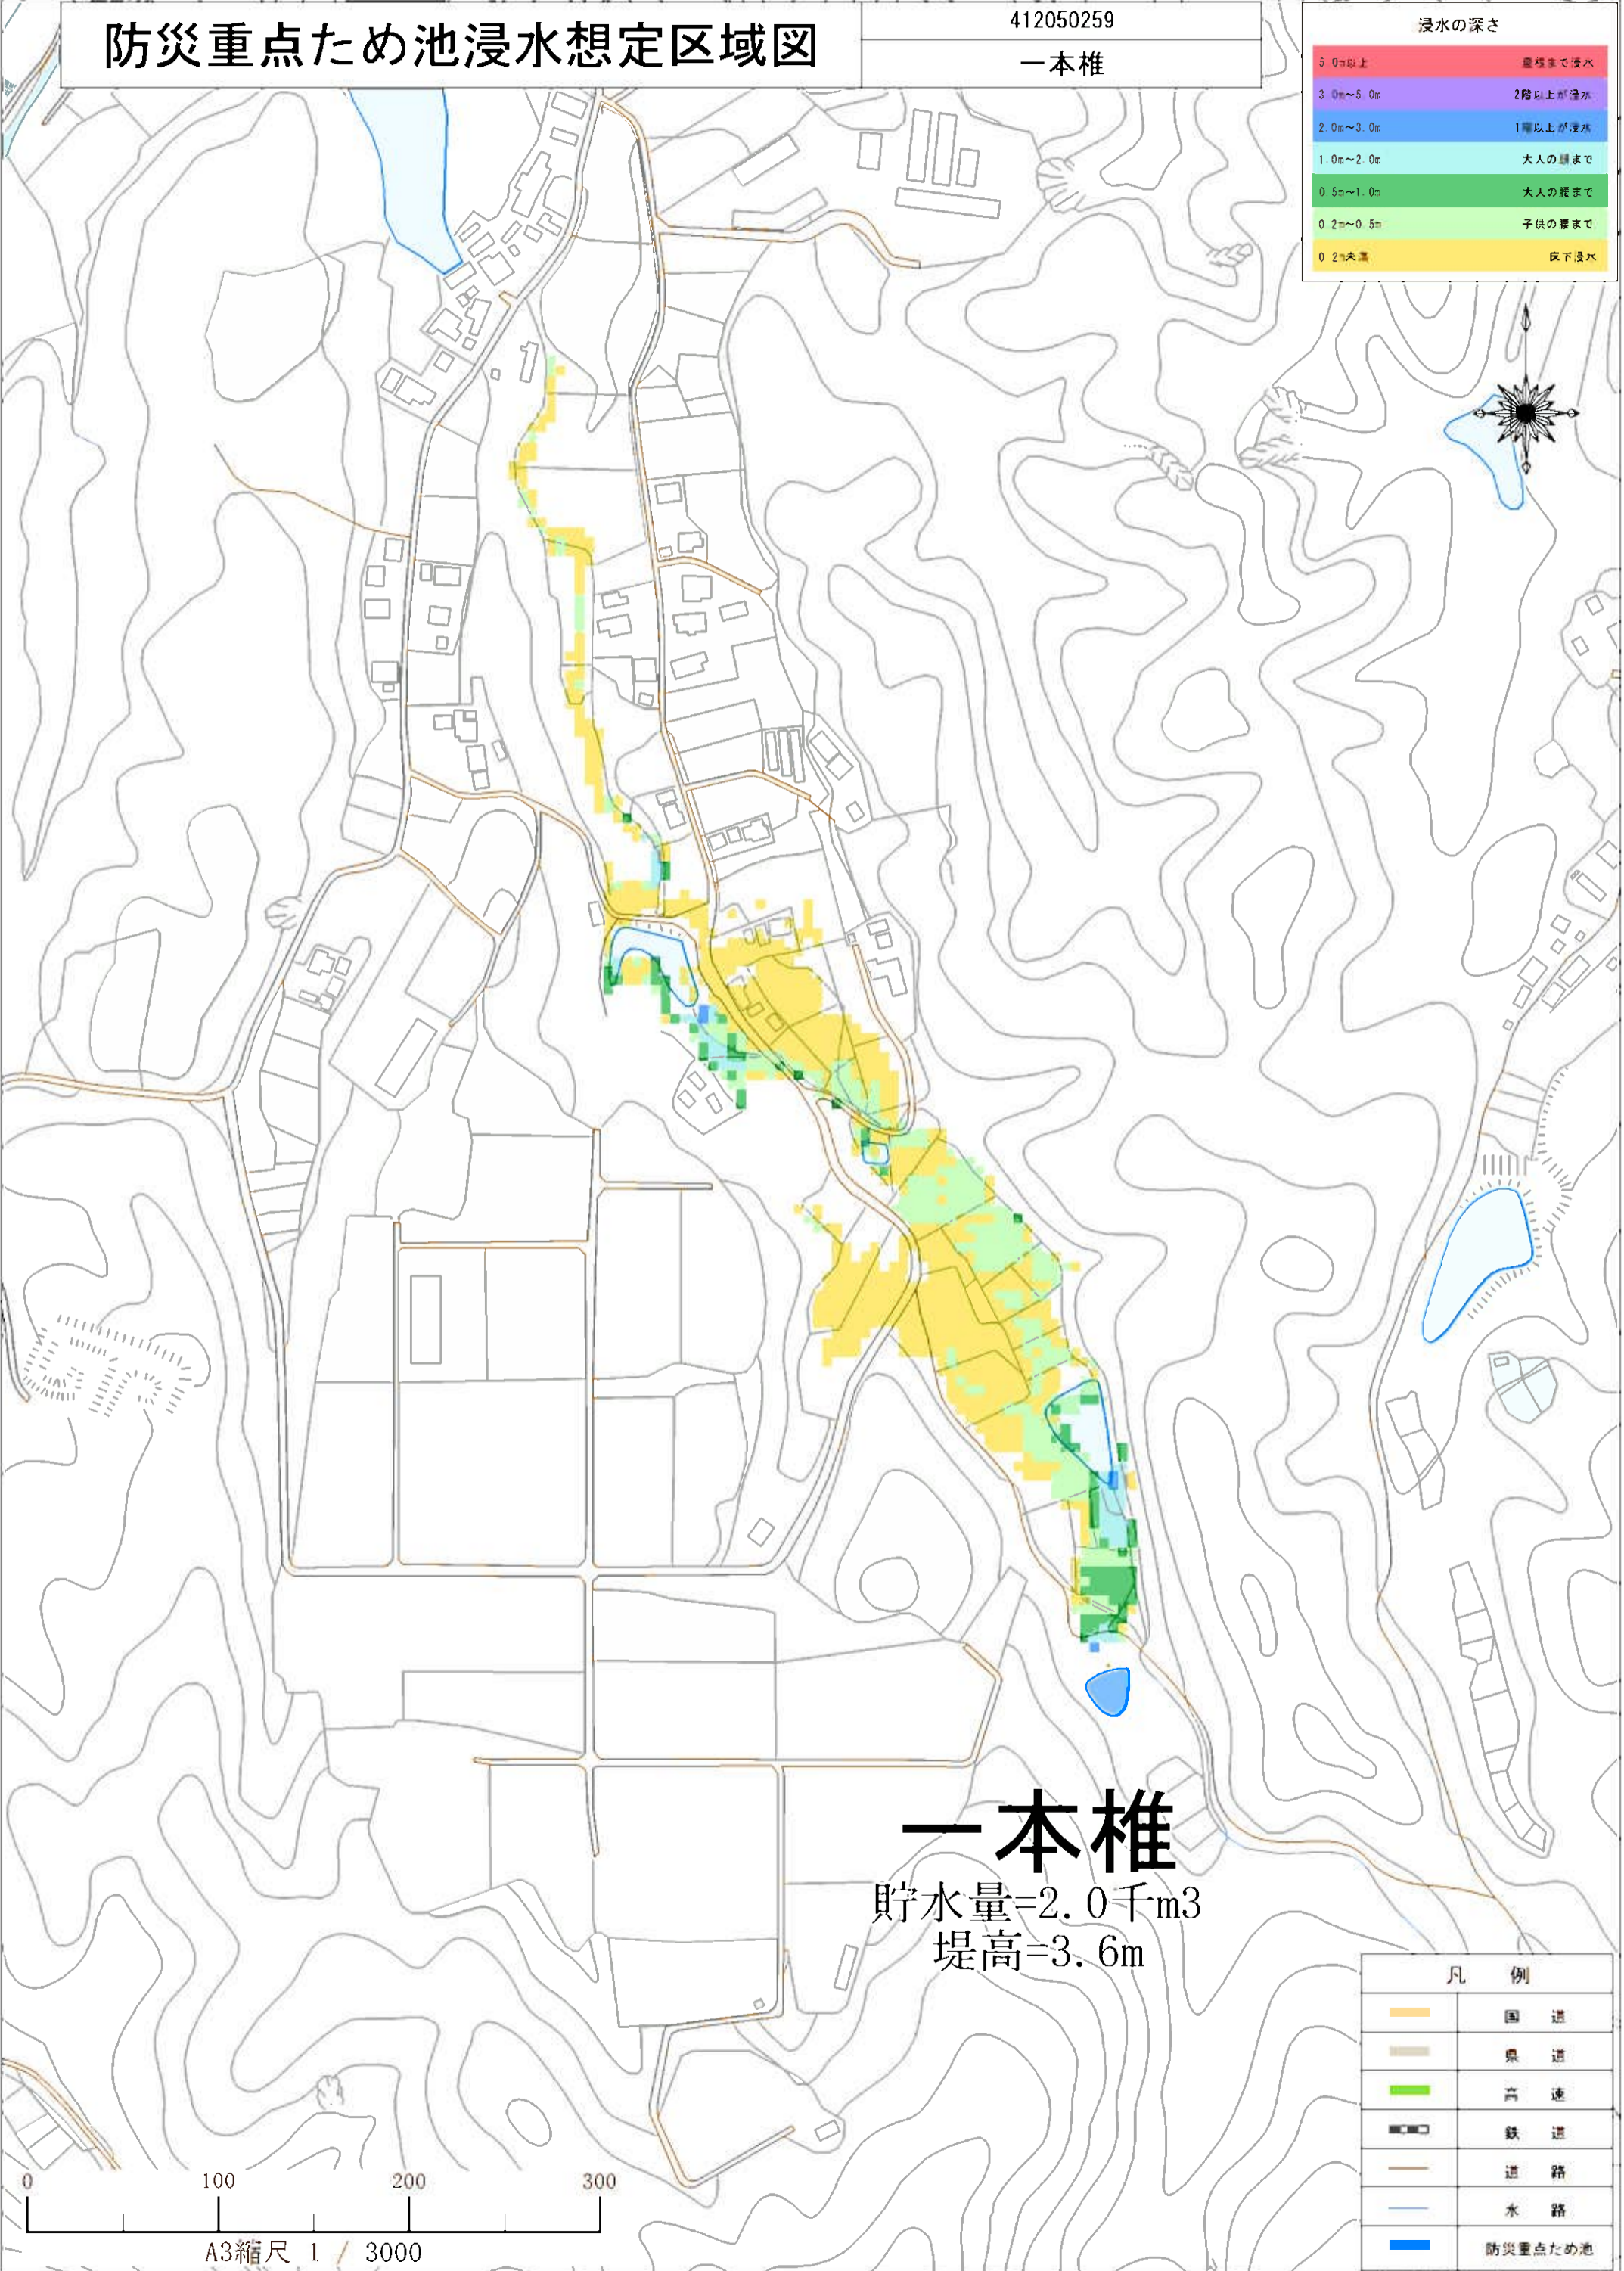 防災重点ため池浸水想定区域図
412050259
一本椎
浸水の深さ
5.0m以上 屋根まで浸水
3.0m～5.0m 2階以上が浸水
2.0m～3.0m 1階以上が浸水
1.0m～2.0m 大人の頭まで
0.5m～1.0m 大人の腰まで
0.2m～0.5m 子供の腰まで
0.2m未満 床下浸水
一本椎
貯水量=2.0千m3
堤高=3.6m
凡 例
国 道
県 道
高 速
鉄 道
道 路
水 路
防災重点ため池
0 100 200 300
A3縮尺 1 / 3000